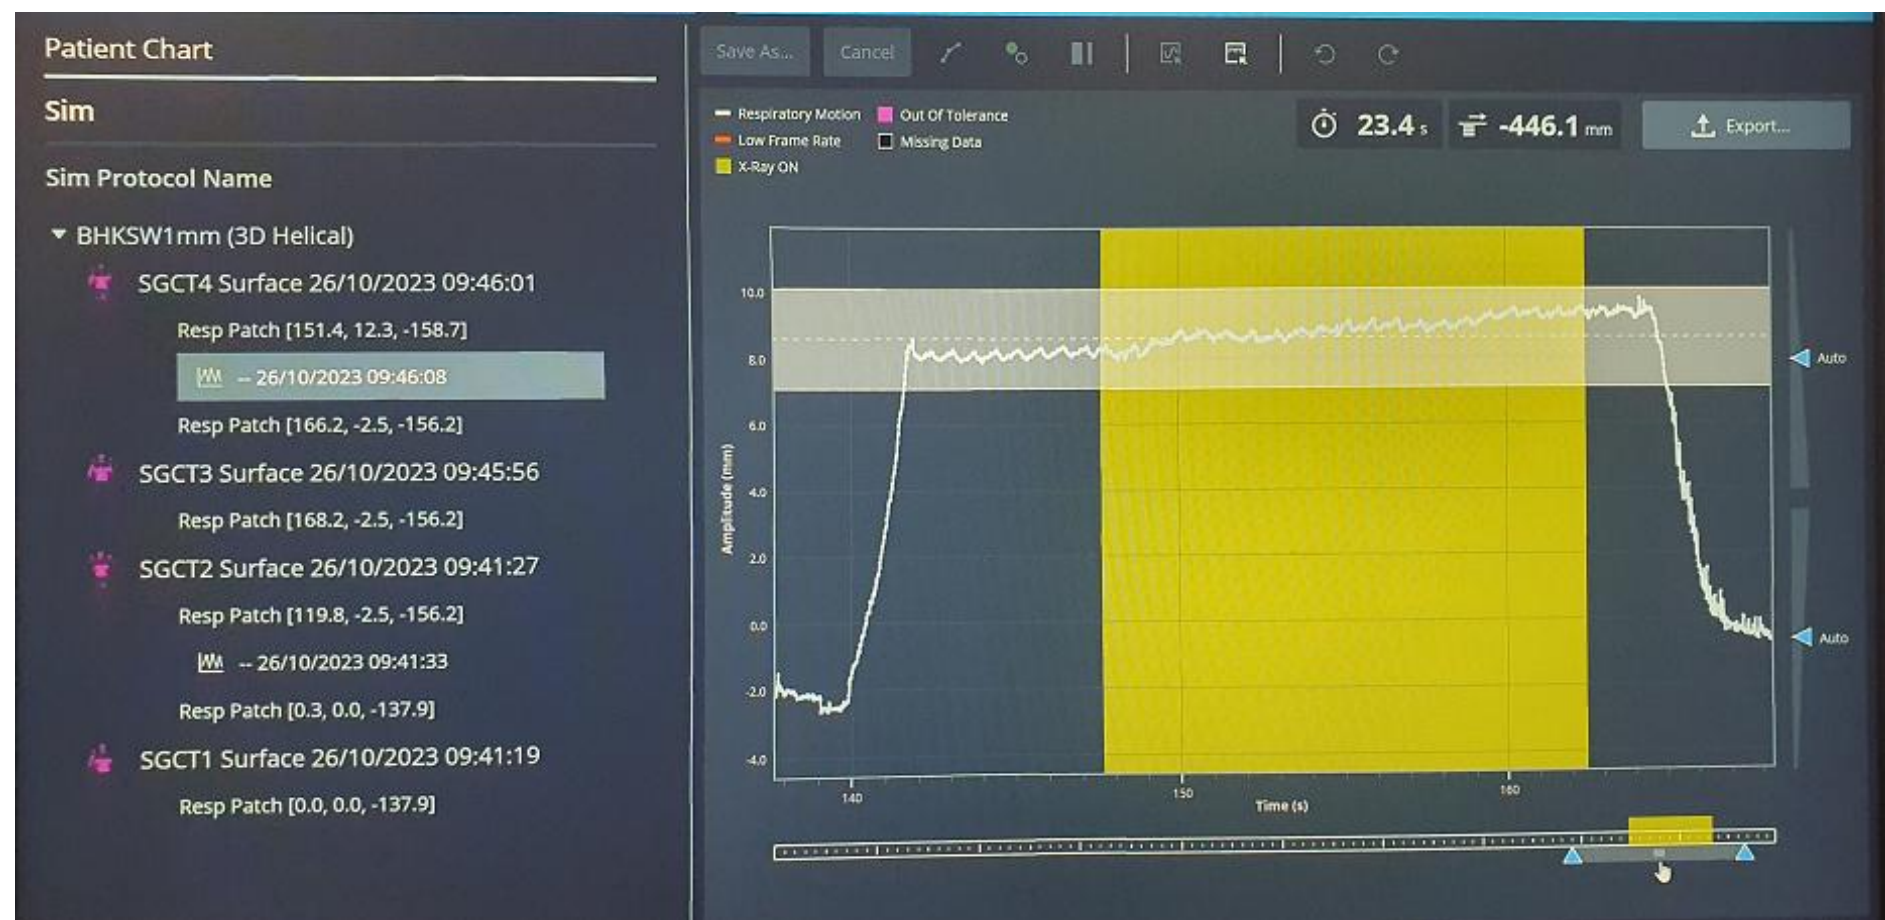 Patient Chart
Sim
Sim Protocol Name
BHKSW1mm (3D Helical)
SGCT4 Surface 26/10/2023 09:46:01
Resp Patch [151.4, 12.3, -158.7]
-- 26/10/2023 09:46:08
Resp Patch [166.2, -2.5, -156.2]
SGCT3 Surface 26/10/2023 09:45:56
Resp Patch [168.2, -2.5, -156.2]
SGCT2 Surface 26/10/2023 09:41:27
Resp Patch [119.8, -2.5, -156.2]
-- 26/10/2023 09:41:33
Resp Patch [0.3, 0.0, -137.9]
SGCT1 Surface 26/10/2023 09:41:19
Resp Patch [0.0, 0.0, -137.9]
Save As... Cancel
Respiratory Motion Out Of Tolerance
Low Frame Rate Missing Data
X-Ray ON
23.4 s -446.1 mm Export...
Amplitude (mm)
10.0
8.0
6.0
4.0
2.0
0.0
-2.0
-4.0
Auto
Auto
140 150 160
Time (s)